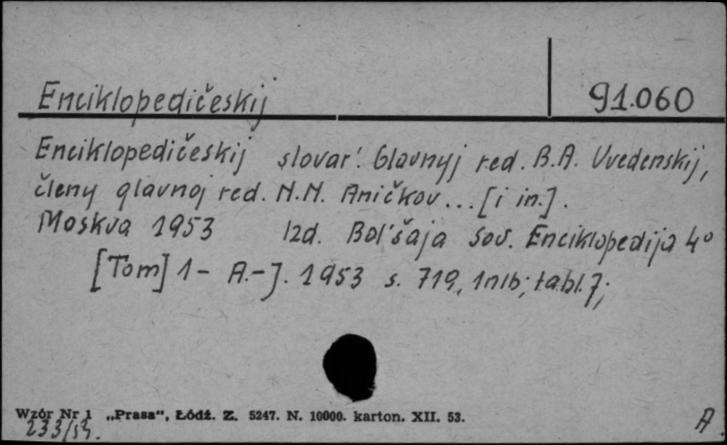 Enciklopedičeskij
91.060
Enciklopedičeskij slovar'. Glavnyj red. B.A. Vvedenskij,
členy glavnoj red. N.N. Aničkov ... [i in.].
Moskva 1953 Izd. Bol'šaja Sov. Enciklopedija 4°
[Tom] 1- A.-J. 1953 s. 719, 1nlb; tabl. 7;
Wzór Nr 1 „Prasa”, Łódź. Z. 5247. N. 10000. karton. XII. 53.
233/54.
A